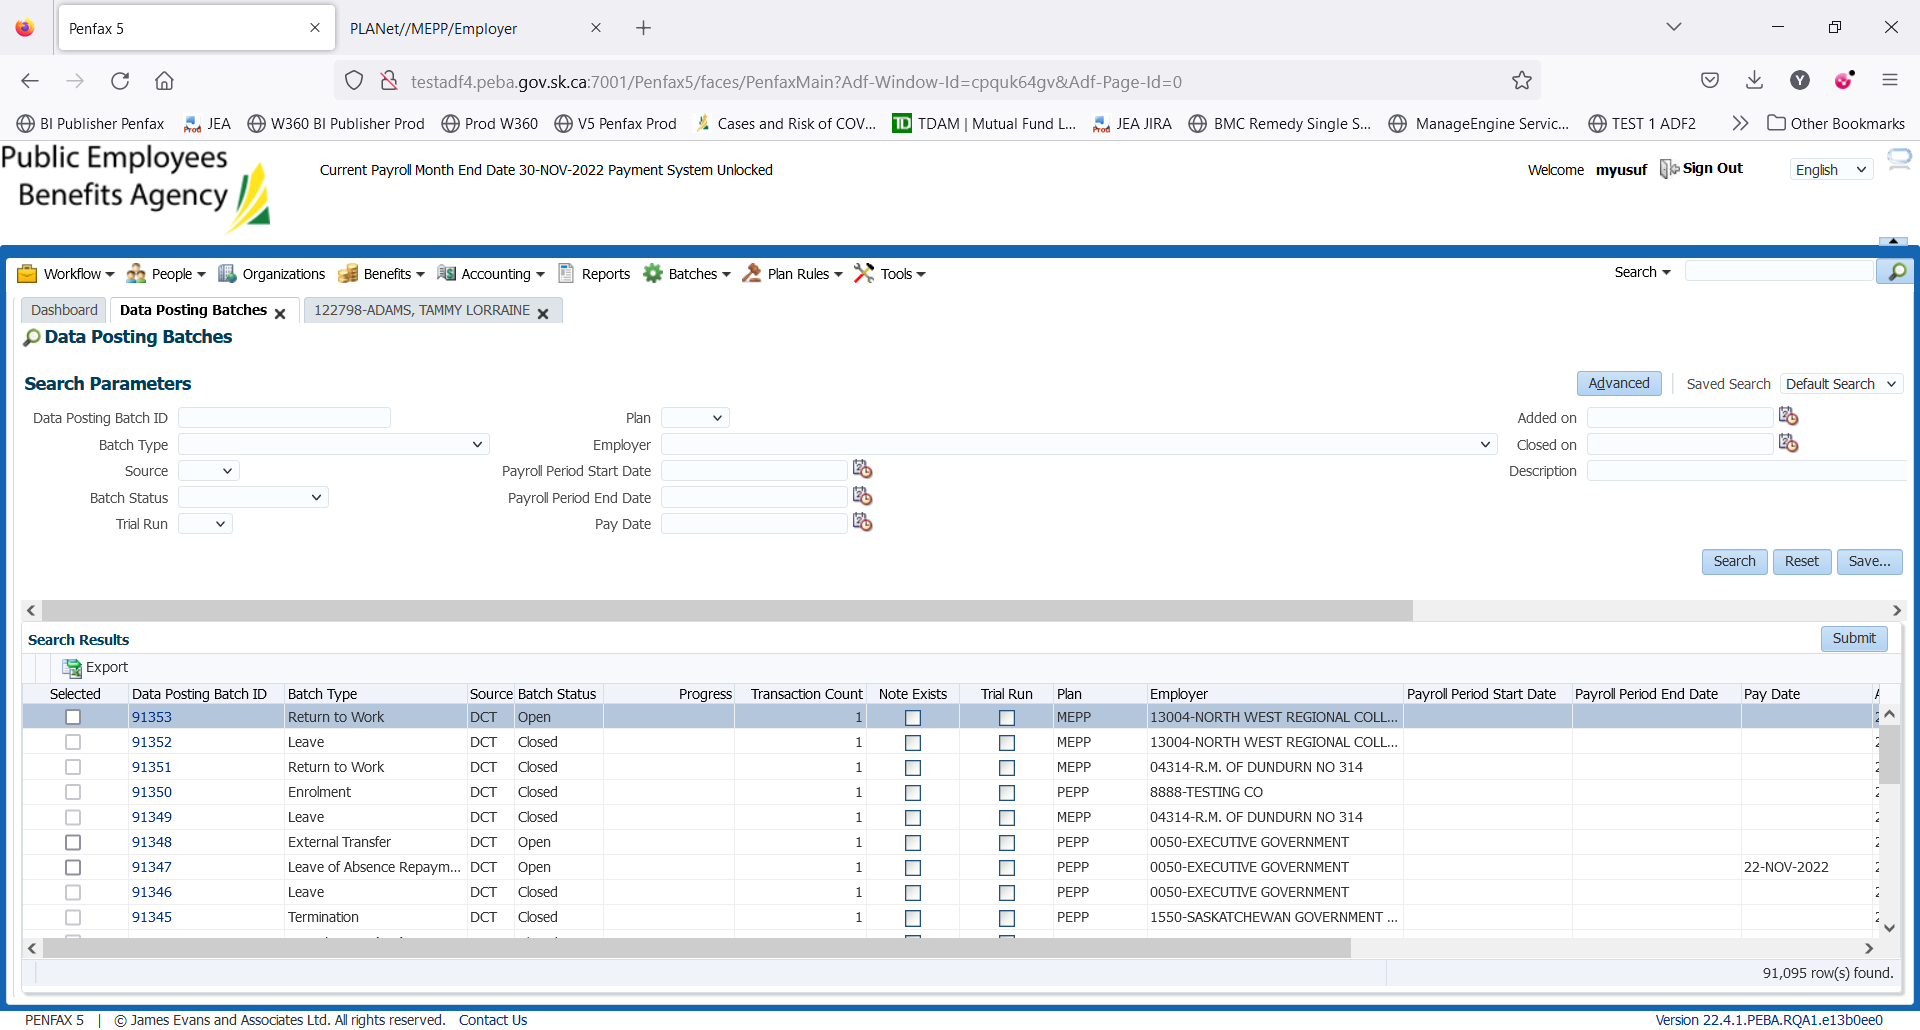 Penfax 5
PLANet//MEPP/Employer
testadf4.peba.gov.sk.ca:7001/Penfax5/faces/PenfaxMain?Adf-Window-Id=cpquk64gv&Adf-Page-Id=0
Y
BI Publisher Penfax Prod JEA W360 BI Publisher Prod Prod W360 V5 Penfax Prod Cases and Risk of COV... TD TDAM | Mutual Fund L... Prod JEA JIRA BMC Remedy Single S... ManageEngine Servic... TEST 1 ADF2 Other Bookmarks
Public Employees
Benefits Agency
Current Payroll Month End Date 30-NOV-2022 Payment System Unlocked
Welcome myusuf Sign Out English
Workflow People Organizations Benefits Accounting Reports Batches Plan Rules Tools Search
Dashboard Data Posting Batches 122798-ADAMS, TAMMY LORRAINE
Data Posting Batches
Search Parameters
Advanced Saved Search Default Search
Data Posting Batch ID Plan Added on
Batch Type Employer Closed on
Source Payroll Period Start Date Description
Batch Status Payroll Period End Date
Trial Run Pay Date
Search Reset Save...
Search Results Submit
Export
Selected Data Posting Batch ID Batch Type Source Batch Status Progress Transaction Count Note Exists Trial Run Plan Employer Payroll Period Start Date Payroll Period End Date Pay Date
91353 Return to Work DCT Open 1 MEPP 13004-NORTH WEST REGIONAL COLL...
91352 Leave DCT Closed 1 MEPP 13004-NORTH WEST REGIONAL COLL...
91351 Return to Work DCT Closed 1 MEPP 04314-R.M. OF DUNDURN NO 314
91350 Enrolment DCT Closed 1 PEPP 8888-TESTING CO
91349 Leave DCT Closed 1 MEPP 04314-R.M. OF DUNDURN NO 314
91348 External Transfer DCT Open 1 PEPP 0050-EXECUTIVE GOVERNMENT
91347 Leave of Absence Repaym... DCT Open 1 PEPP 0050-EXECUTIVE GOVERNMENT 22-NOV-2022
91346 Leave DCT Closed 1 PEPP 0050-EXECUTIVE GOVERNMENT
91345 Termination DCT Closed 1 PEPP 1550-SASKATCHEWAN GOVERNMENT ...
91,095 row(s) found.
PENFAX 5 | © James Evans and Associates Ltd. All rights reserved. Contact Us Version 22.4.1.PEBA.RQA1.e13b0ee0